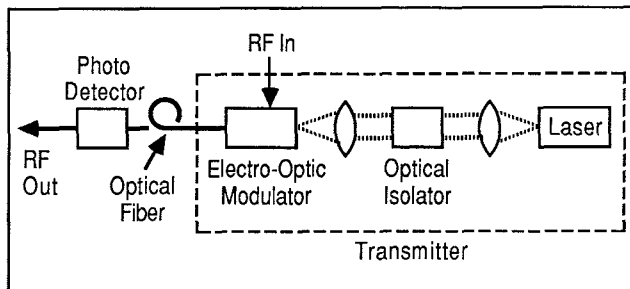 RF In
Photo
Detector
Laser
RF
Out
Optical
Fiber
Electro-Optic
Modulator
Optical
Isolator
Transmitter